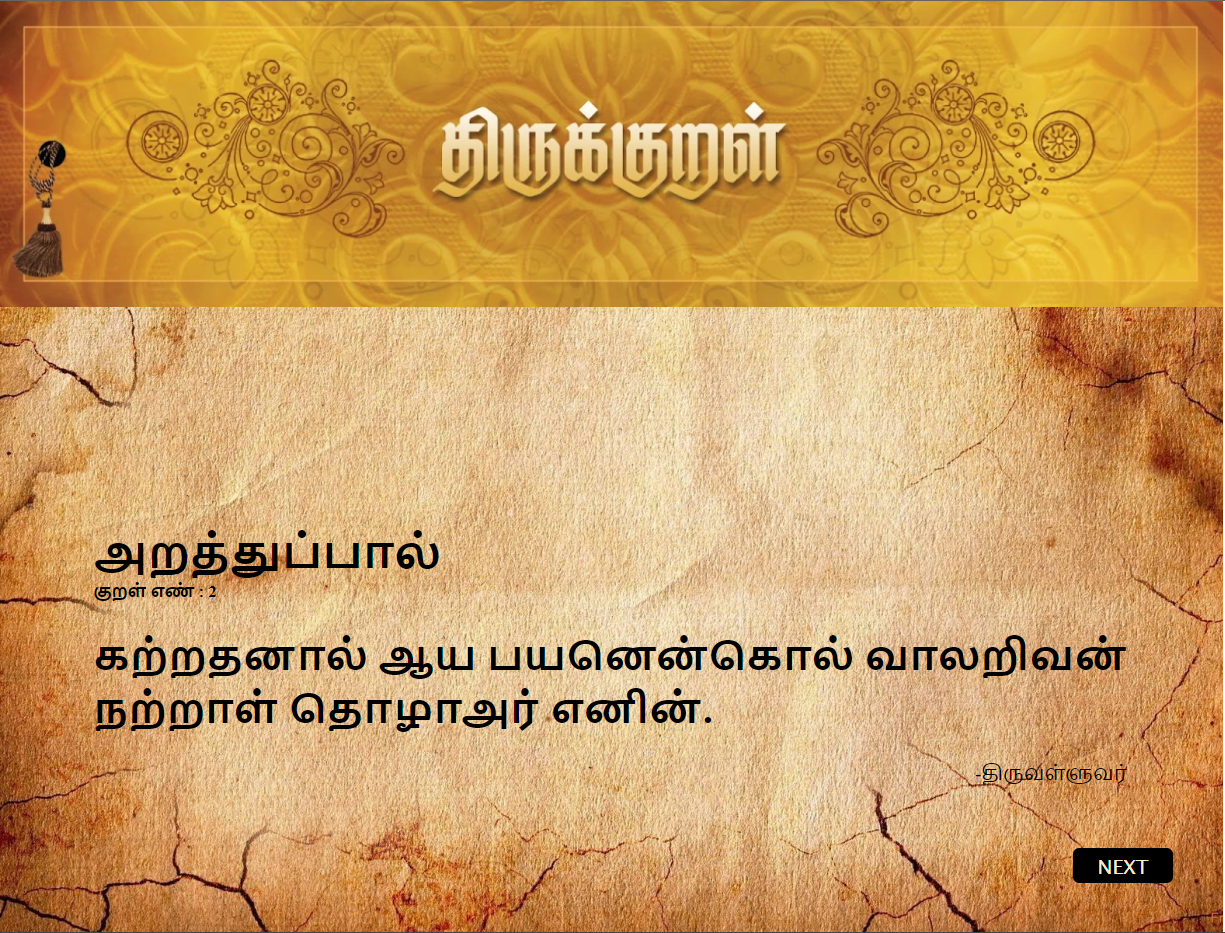 திருக்குறள்
அறத்துப்பால்
குறள் எண் : 2
கற்றதனால் ஆய பயனென்கொல் வாலறிவன்
நற்றாள் தொழாஅர் எனின்.
-திருவள்ளுவர்
NEXT